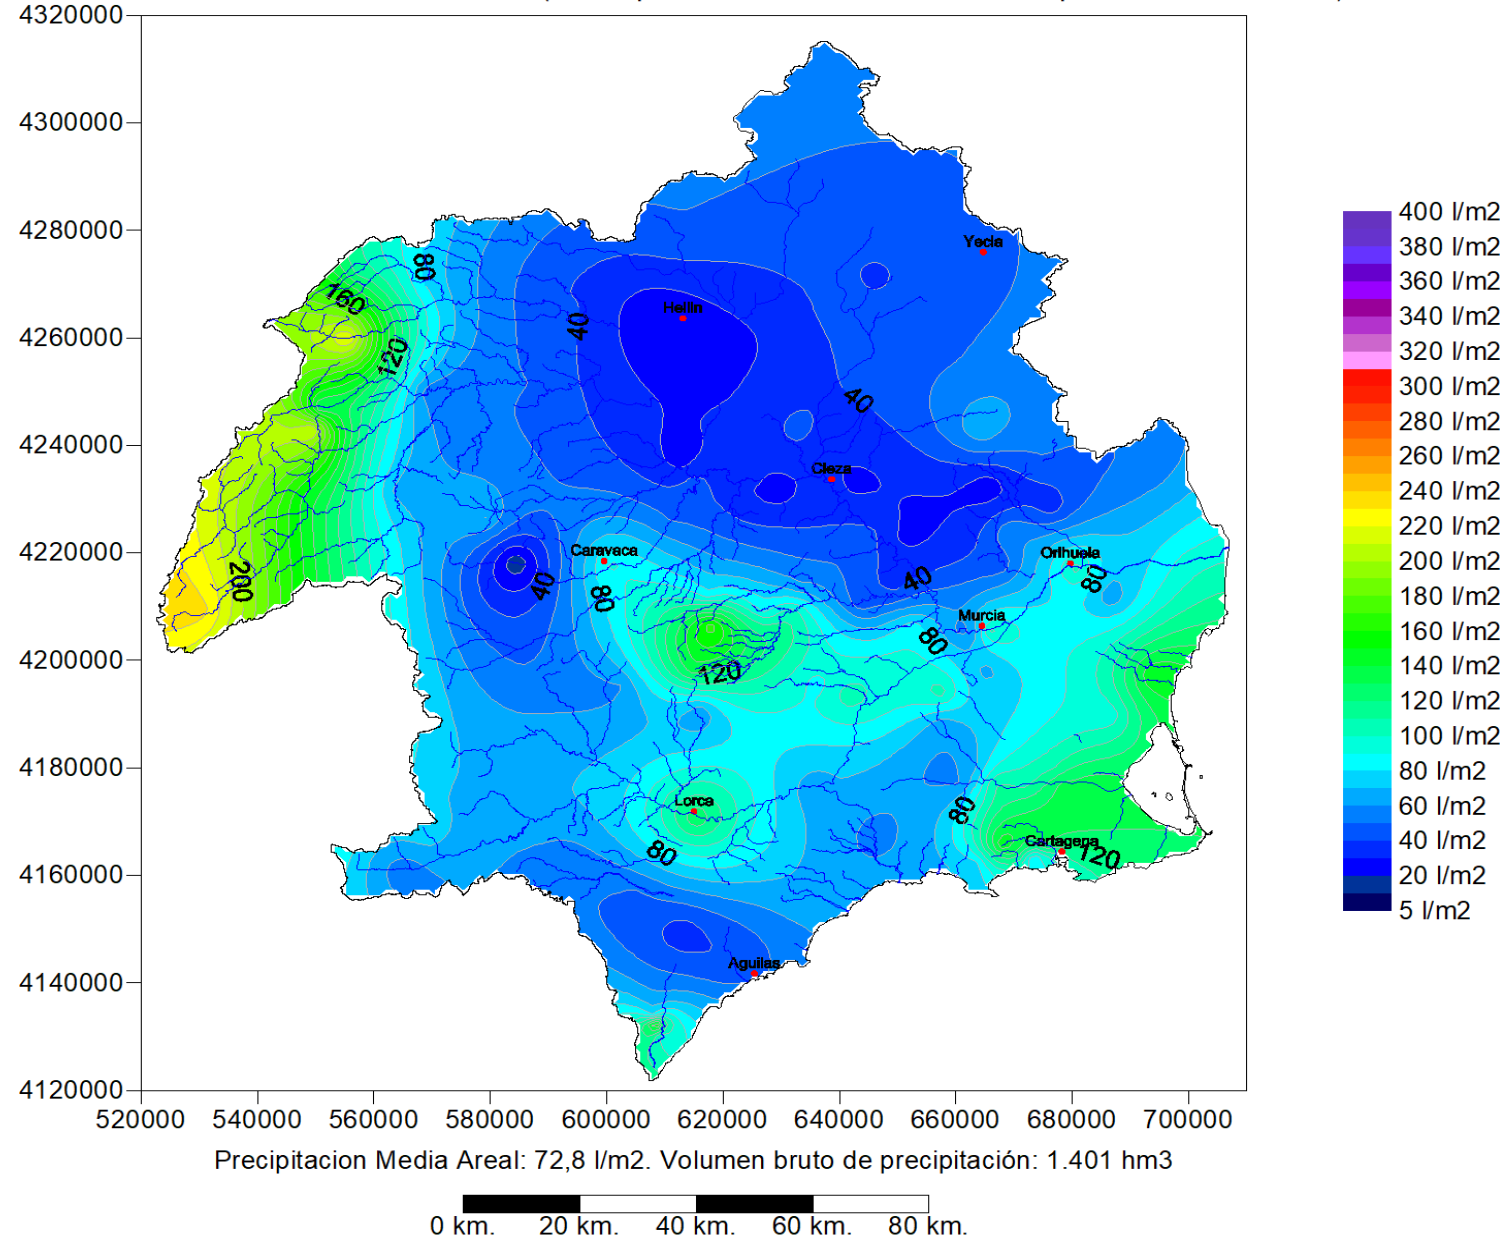 4320000
4300000
4280000
4260000
4240000
4220000
4200000
4180000
4160000
4140000
4120000
520000 540000 560000 580000 600000 620000 640000 660000 680000 700000
Yecla
80
160
Hellin
40
120
40
Cieza
Caravaca
Orihuela
200
40
80
40
80
Murcia
80
120
Lorca
80
80
Cartagena
120
Aguilas
400 l/m2
380 l/m2
360 l/m2
340 l/m2
320 l/m2
300 l/m2
280 l/m2
260 l/m2
240 l/m2
220 l/m2
200 l/m2
180 l/m2
160 l/m2
140 l/m2
120 l/m2
100 l/m2
80 l/m2
60 l/m2
40 l/m2
20 l/m2
5 l/m2
Precipitacion Media Areal: 72,8 l/m2. Volumen bruto de precipitación: 1.401 hm3
0 km. 20 km. 40 km. 60 km. 80 km.